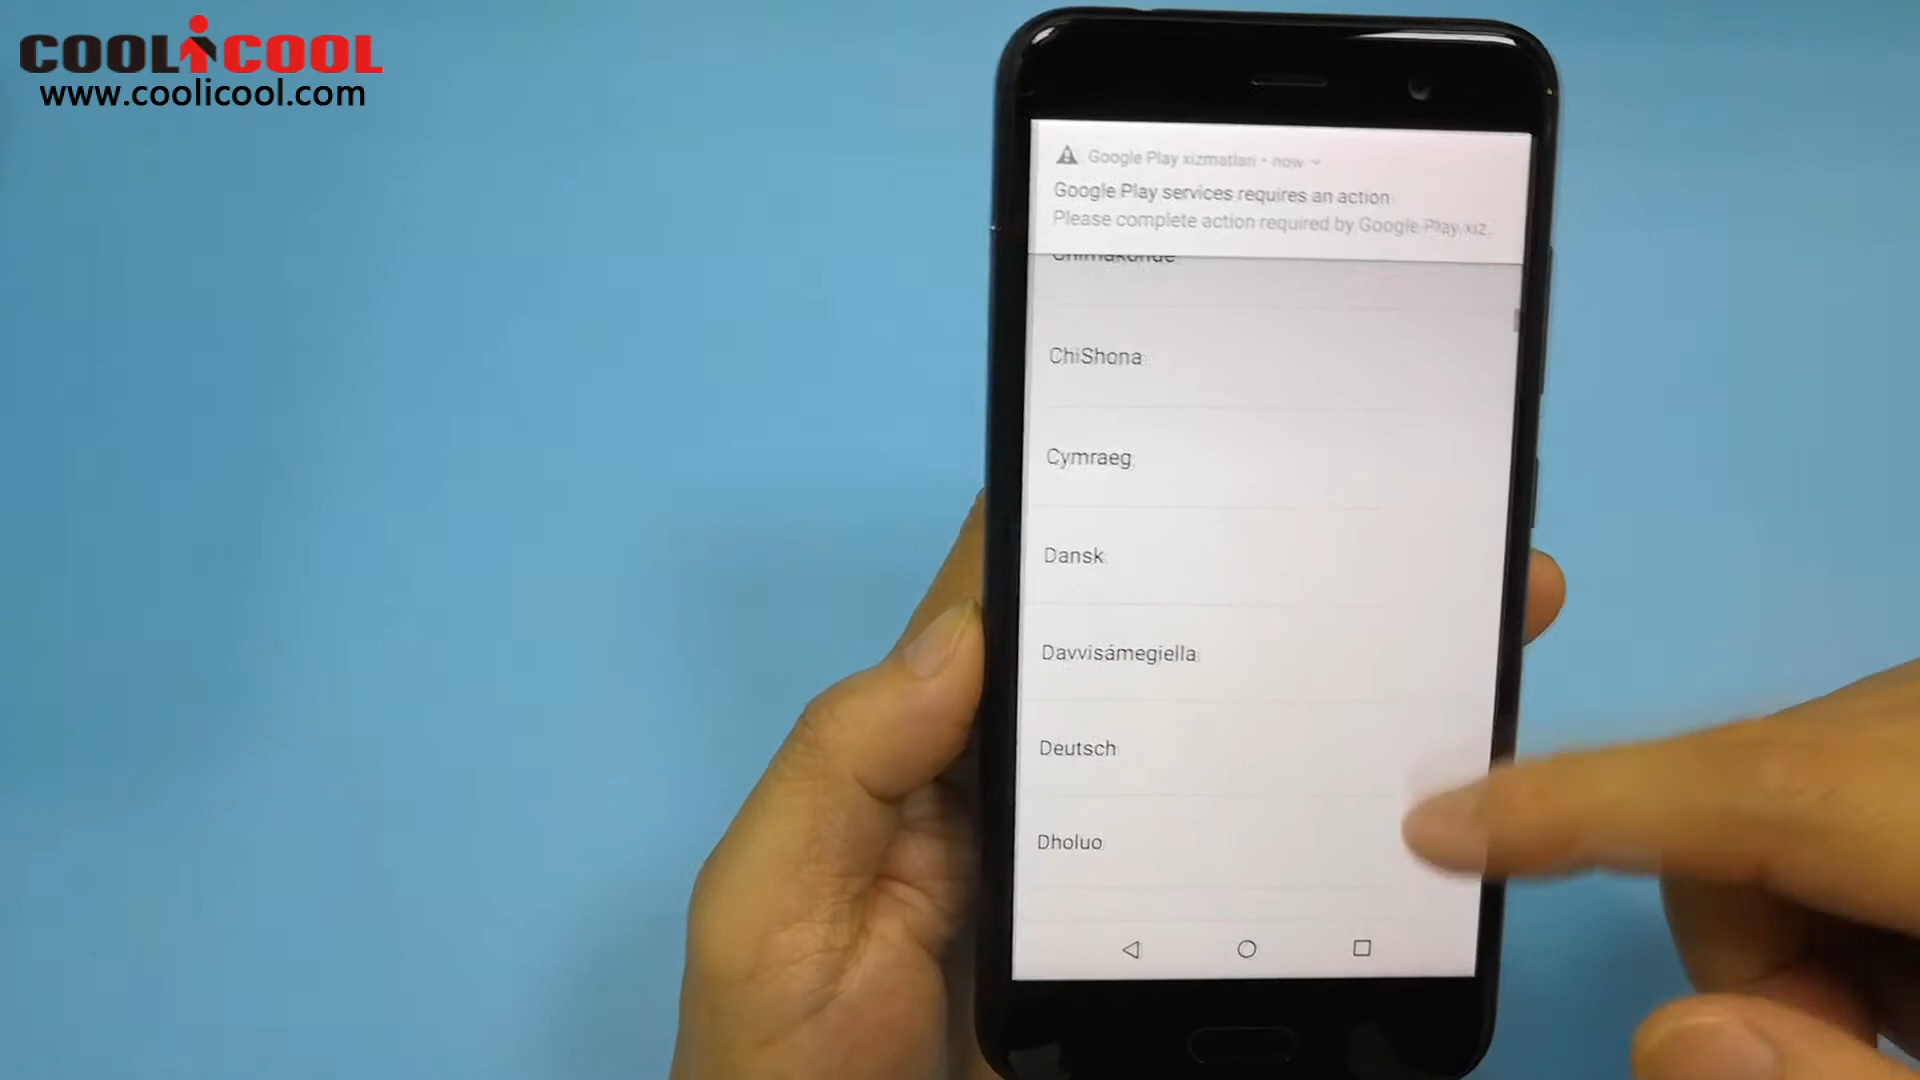 COOLiCOOL
www.coolicool.com
Google Play xizmatlari • now
Google Play services requires an action
Please complete action required by Google Play xiz
Chimakonde
ChiShona
Cymraeg
Dansk
Davvisámegiella
Deutsch
Dholuo